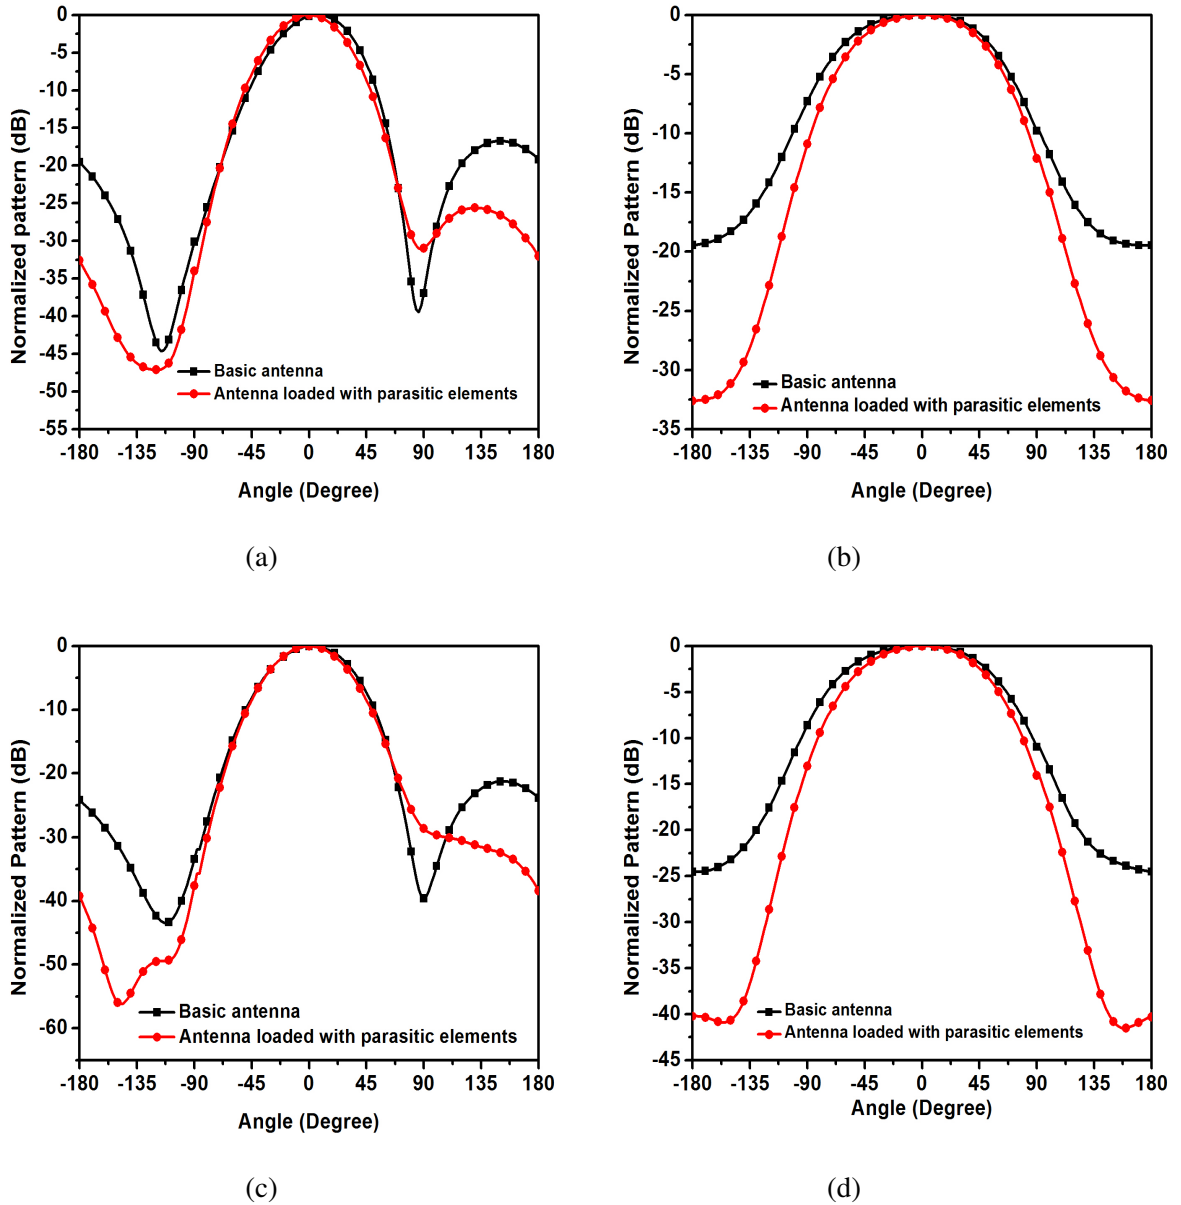 0
-5
-10
-15
-20
-25
-30
-35
-40
-45
-50
-55
-180 -135 -90 -45 0 45 90 135 180
Normalized pattern (dB)
Angle (Degree)
Basic antenna
Antenna loaded with parasitic elements
(a)
0
-5
-10
-15
-20
-25
-30
-35
-180 -135 -90 -45 0 45 90 135 180
Normalized Pattern (dB)
Angle (Degree)
Basic antenna
Antenna loaded with parasitic elements
(b)
0
-10
-20
-30
-40
-50
-60
-180 -135 -90 -45 0 45 90 135 180
Normalized Pattern (dB)
Angle (Degree)
Basic antenna
Antenna loaded with parasitic elements
(c)
0
-5
-10
-15
-20
-25
-30
-35
-40
-45
-180 -135 -90 -45 0 45 90 135 180
Normalized Pattern (dB)
Angle (Degree)
Basic antenna
Antenna loaded with parasitic elements
(d)